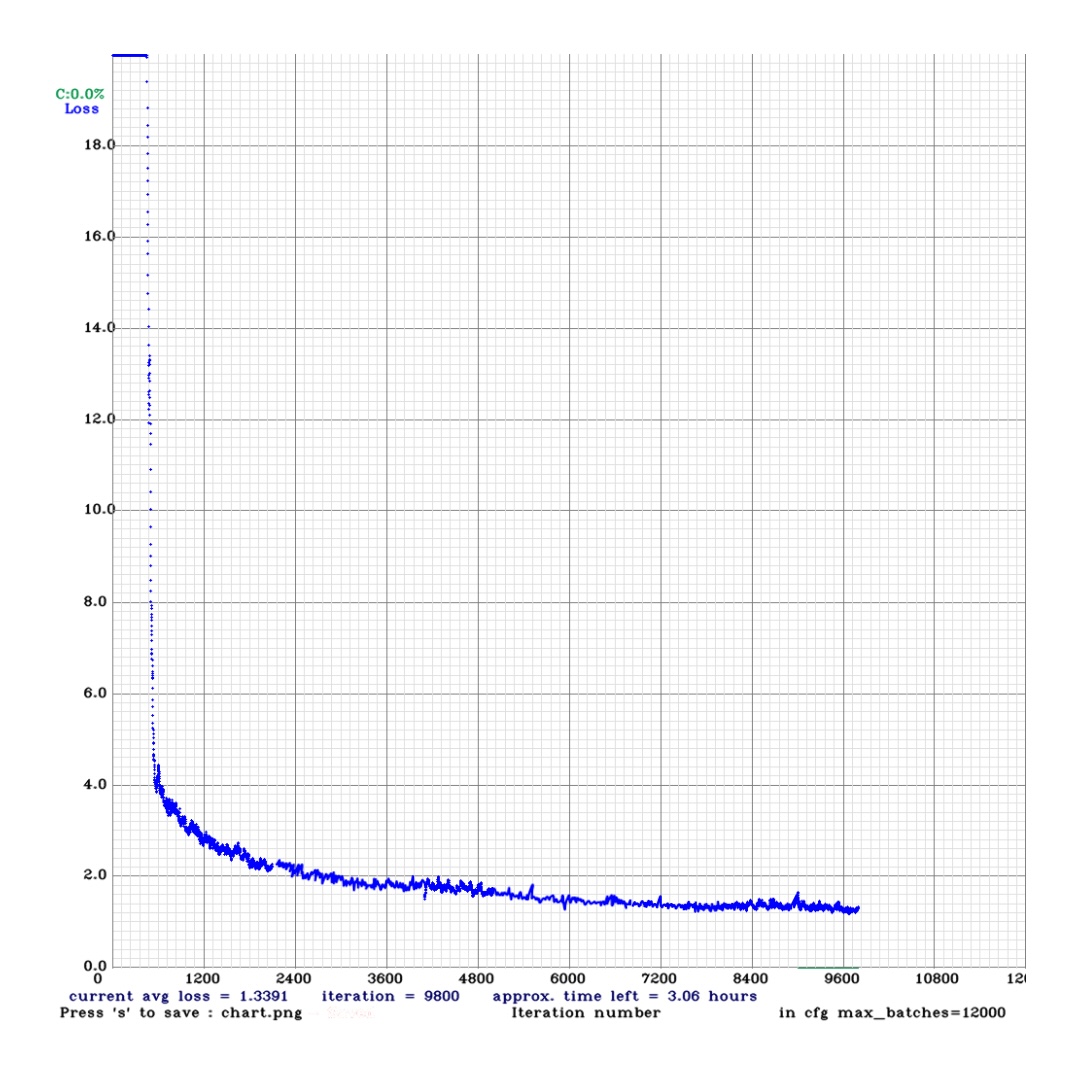 C:0.0%
Loss
18.0
16.0
14.0
12.0
10.0
8.0
6.0
4.0
2.0
0.0
0 1200 2400 3600 4800 6000 7200 8400 9600 10800 120
current avg loss = 1.3391 iteration = 9800 approx. time left = 3.06 hours
Press 's' to save : chart.png Iteration number in cfg max_batches=12000